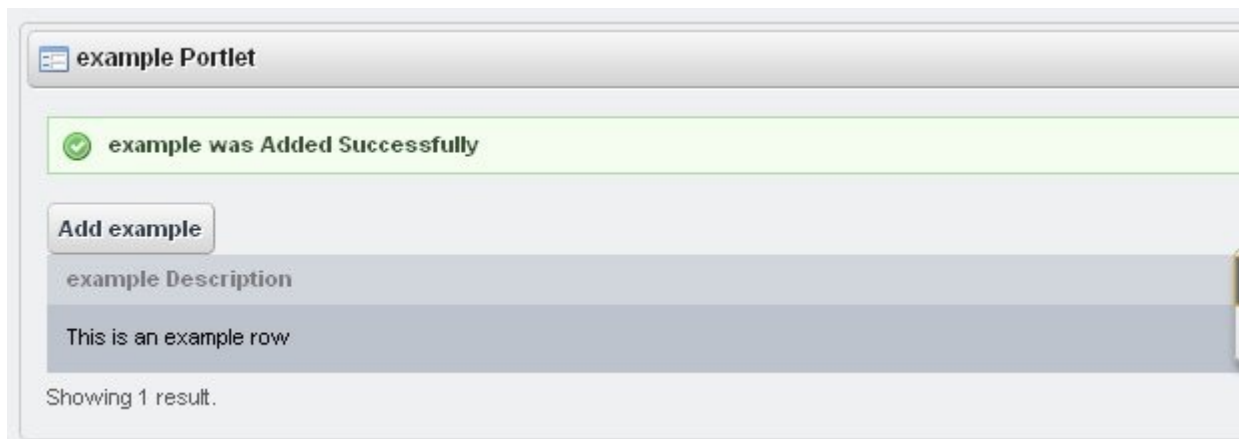 example Portlet
example was Added Successfully
Add example
example Description
This is an example row
Showing 1 result.